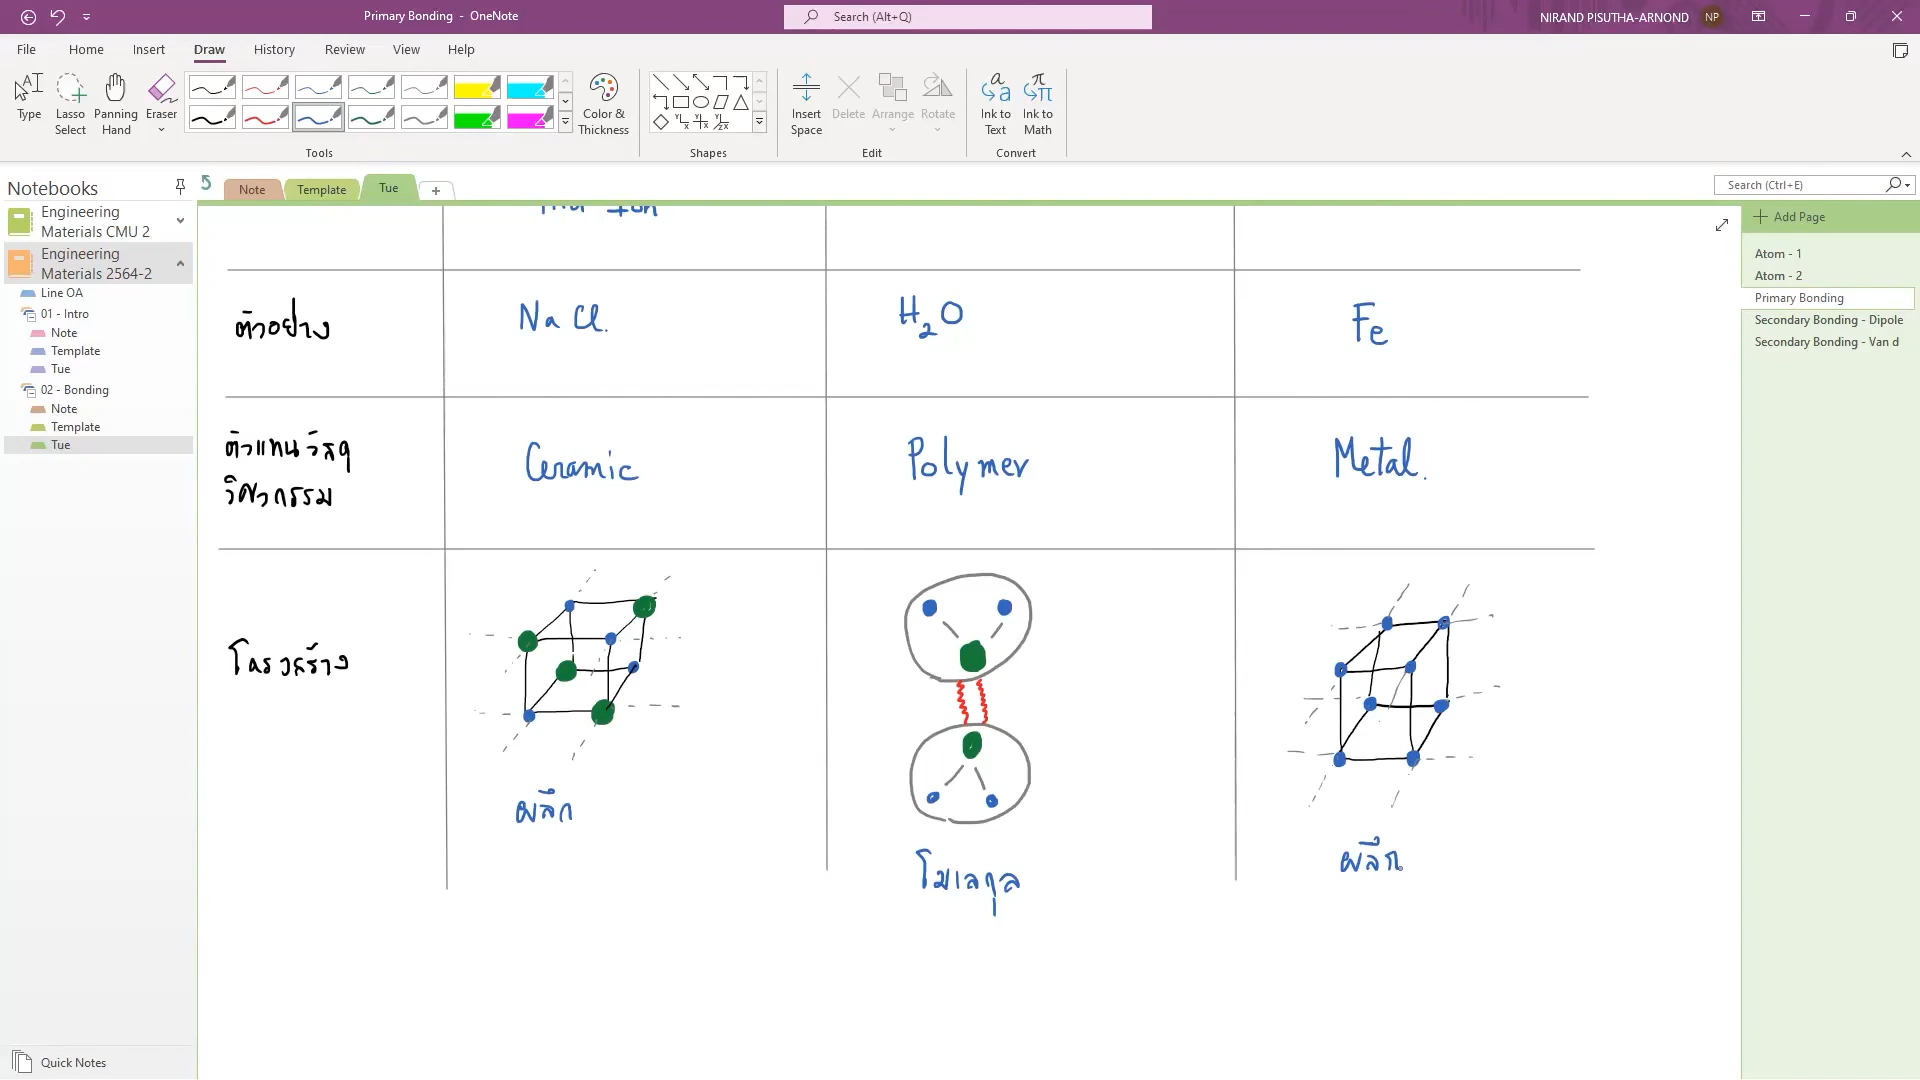 Primary Bonding - OneNote
Search (Alt+Q)
NIRAND PISUTHA-ARNOND
NP
File
Home
Insert
Draw
History
Review
View
Help
Type
Lasso
Select
Panning
Hand
Eraser
Color &
Thickness
Insert
Space
Delete
Arrange
Rotate
Ink to
Text
Ink to
Math
Tools
Shapes
Edit
Convert
Notebooks
Note
Template
Tue
Search (Ctrl+E)
Engineering
Materials CMU 2
Engineering
Materials 2564-2
Line OA
01 - Intro
Note
Template
Tue
02 - Bonding
Note
Template
Tue
Quick Notes
Add Page
Atom - 1
Atom - 2
Primary Bonding
Secondary Bonding - Dipole
Secondary Bonding - Van d
ตัวอย่าง
NaCl.
H2O
Fe
ตัวแทนวัสดุ
วิศวกรรม
Ceramic
Polymer
Metal.
โครงสร้าง
ผลึก
โมเลกุล
ผลึก